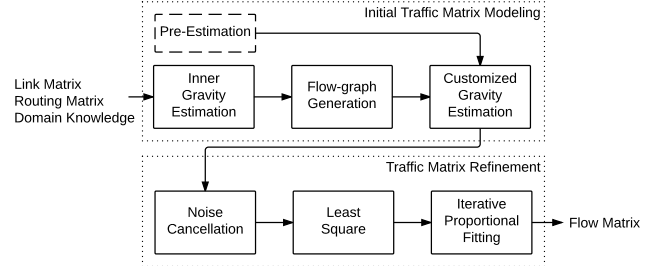 Initial Traffic Matrix Modeling
Pre-Estimation
Link Matrix
Routing Matrix
Domain Knowledge
Inner
Gravity
Estimation
Flow-graph
Generation
Customized
Gravity
Estimation
Traffic Matrix Refinement
Noise
Cancellation
Least
Square
Iterative
Proportional
Fitting
Flow Matrix